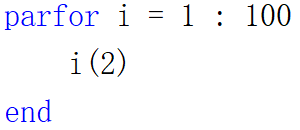 parfor i = 1 : 100
    i(2)
end